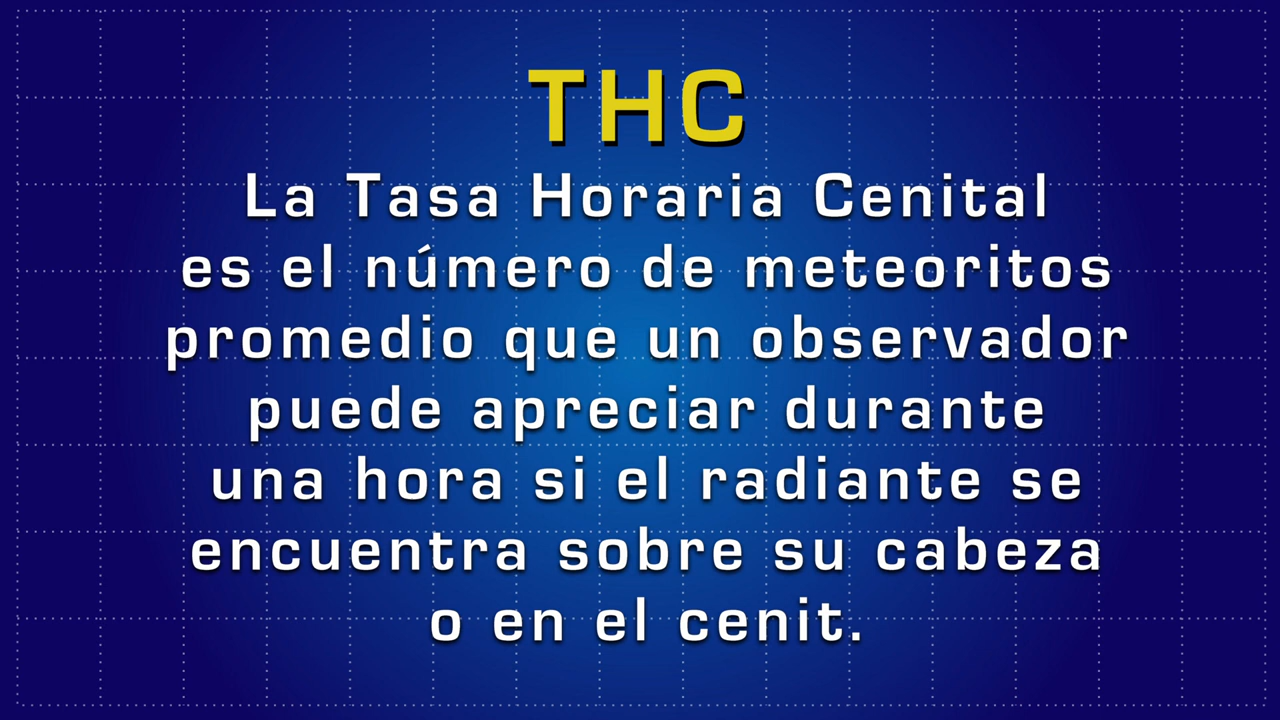 THC
La Tasa Horaria Cenital
es el número de meteoritos
promedio que un observador
puede apreciar durante
una hora si el radiante se
encuentra sobre su cabeza
o en el cenit.